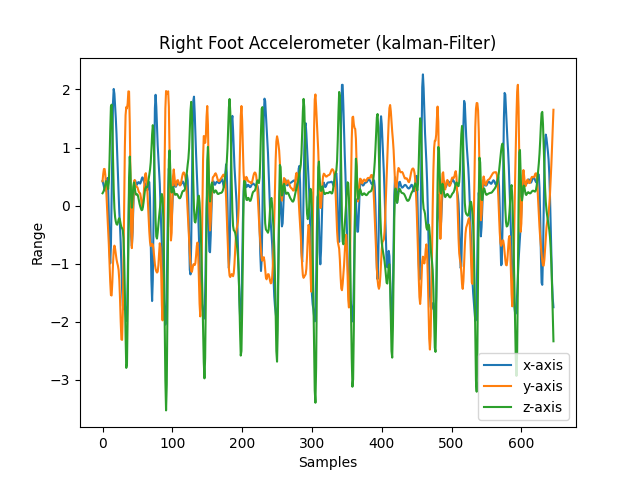 Right Foot Accelerometer (kalman-Filter)
Range
2
1
0
−1
−2
−3
0 100 200 300 400 500 600
Samples
x-axis
y-axis
z-axis